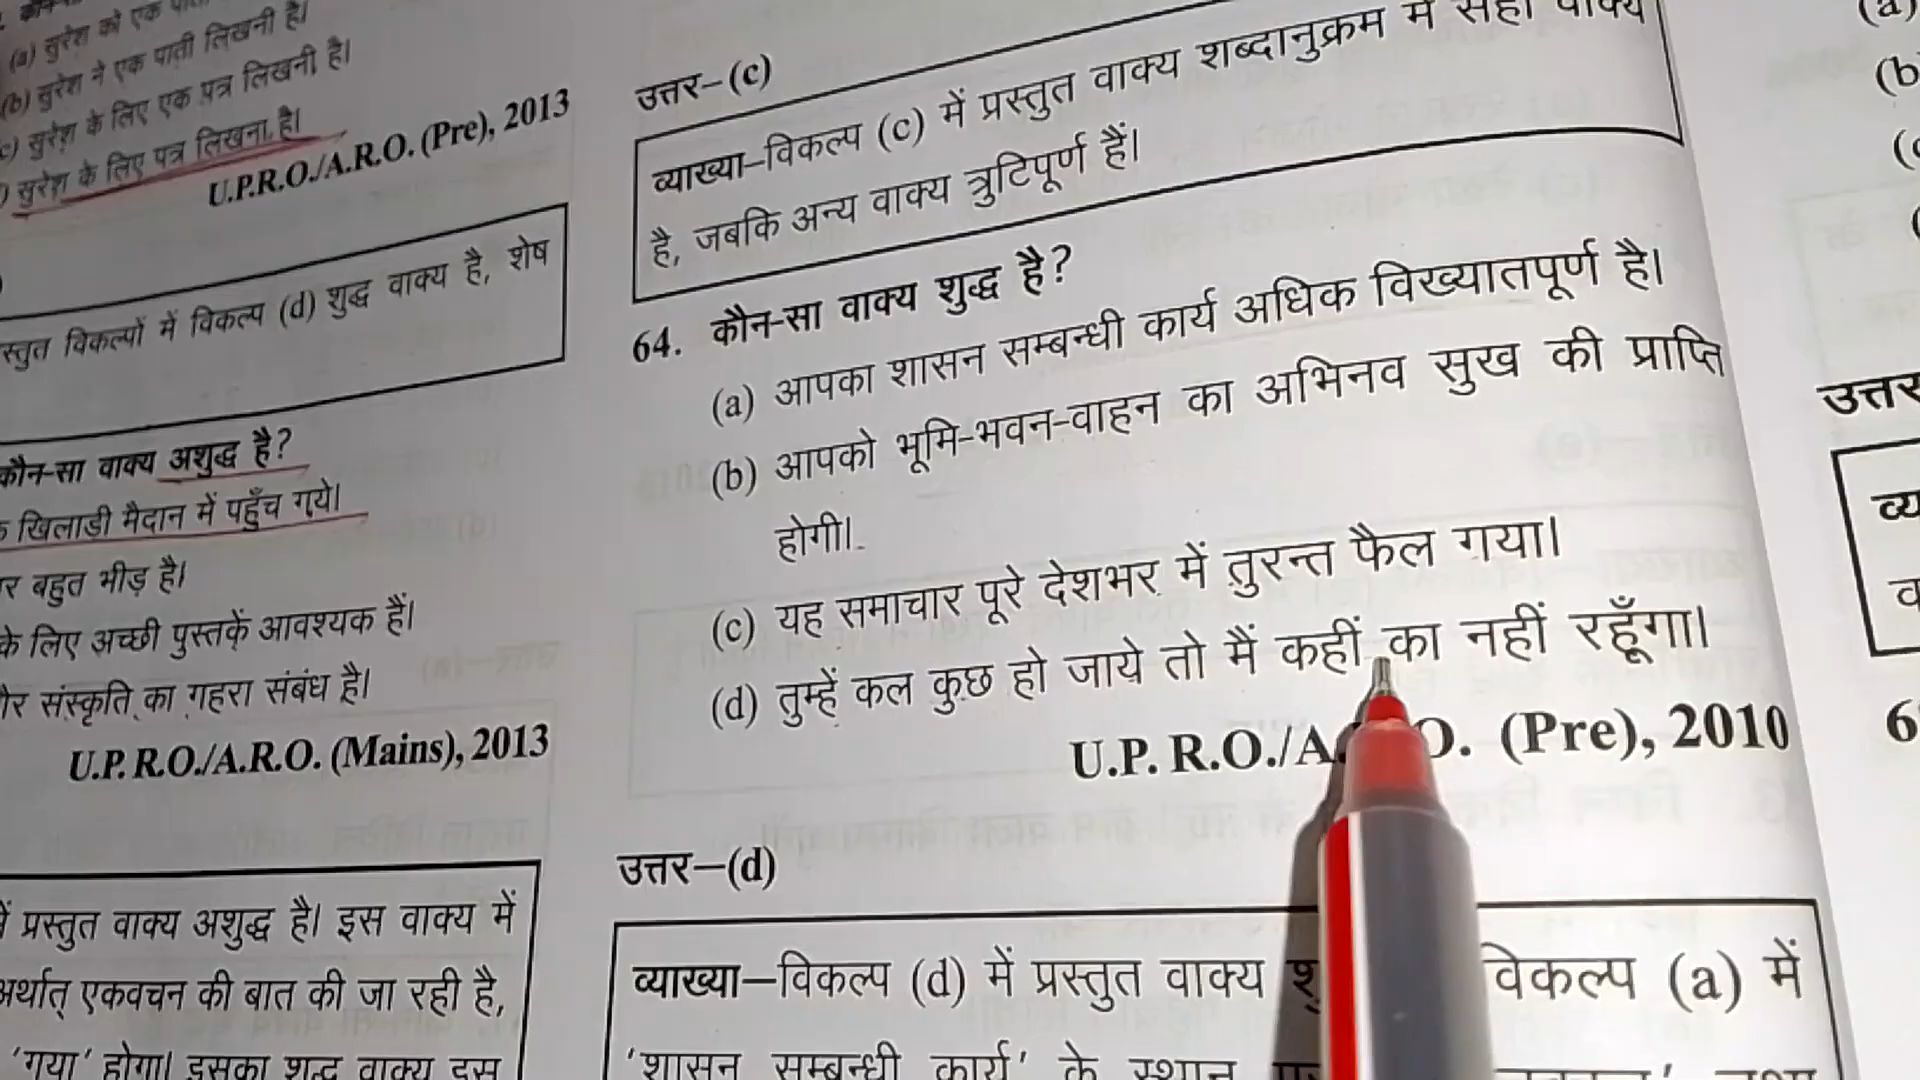 (a) सुरेश को एक
(b) सुरेश ने एक पाती लिखनी है।
c) सुरेश के लिए एक पत्र लिखनी है।
) सुरेश के लिए पत्र लिखना है।
U.P.R.O./A.R.O. (Pre), 2013
स्तुत विकल्पों में विकल्प (d) शुद्ध वाक्य है, शेष
कौन-सा वाक्य अशुद्ध है?
खिलाडी मैदान में पहुँच गये।
र बहुत भीड़ है।
के लिए अच्छी पुस्तकें आवश्यक हैं।
र संस्कृति का गहरा संबंध है।
U.P. R.O./A.R.O. (Mains), 2013
में प्रस्तुत वाक्य अशुद्ध है। इस वाक्य में
अर्थात् एकवचन की बात की जा रही है,
'गया' होगा। इसका शुद्ध वाक्य इस
उत्तर–(c)
व्याख्या–विकल्प (c) में प्रस्तुत वाक्य शब्दानुक्रम में सही वाक्य
है, जबकि अन्य वाक्य त्रुटिपूर्ण हैं।
64. कौन-सा वाक्य शुद्ध है?
(a) आपका शासन सम्बन्धी कार्य अधिक विख्यातपूर्ण है।
(b) आपको भूमि-भवन-वाहन का अभिनव सुख की प्राप्ति
होगी।
(c) यह समाचार पूरे देशभर में तुरन्त फैल गया।
(d) तुम्हें कल कुछ हो जाये तो मैं कहीं का नहीं रहूँगा।
U.P. R.O./A. O. (Pre), 2010
उत्तर–(d)
व्याख्या–विकल्प (d) में प्रस्तुत वाक्य विकल्प (a) में
'शासन सम्बन्धी कार्य' के स्थान
(a)
(b
उत्तर
6